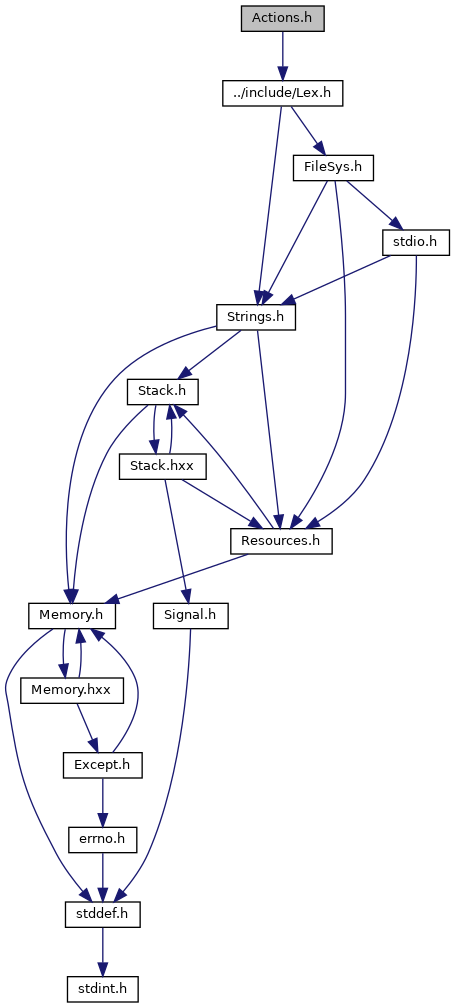 Actions.h
../include/Lex.h
FileSys.h
stdio.h
Strings.h
Stack.h
Stack.hxx
Resources.h
Memory.h
Signal.h
Memory.hxx
Except.h
errno.h
stddef.h
stdint.h